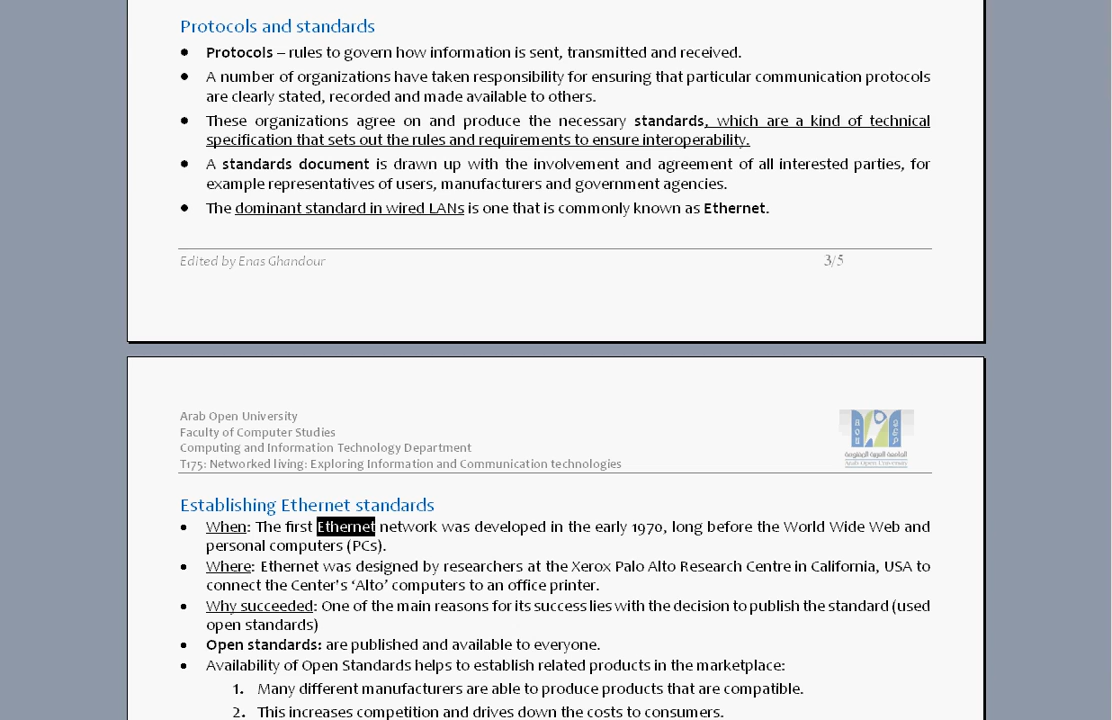 Protocols and standards
• Protocols – rules to govern how information is sent, transmitted and received.
• A number of organizations have taken responsibility for ensuring that particular communication protocols
are clearly stated, recorded and made available to others.
• These organizations agree on and produce the necessary standards, which are a kind of technical
specification that sets out the rules and requirements to ensure interoperability.
• A standards document is drawn up with the involvement and agreement of all interested parties, for
example representatives of users, manufacturers and government agencies.
• The dominant standard in wired LANs is one that is commonly known as Ethernet.
Edited by Enas Ghandour 3/5
Arab Open University
Faculty of Computer Studies
Computing and Information Technology Department
T175: Networked living: Exploring Information and Communication technologies
Arab Open University
Establishing Ethernet standards
• When: The first Ethernet network was developed in the early 1970, long before the World Wide Web and
personal computers (PCs).
• Where: Ethernet was designed by researchers at the Xerox Palo Alto Research Centre in California, USA to
connect the Center's ‘Alto’ computers to an office printer.
• Why succeeded: One of the main reasons for its success lies with the decision to publish the standard (used
open standards)
• Open standards: are published and available to everyone.
• Availability of Open Standards helps to establish related products in the marketplace:
1. Many different manufacturers are able to produce products that are compatible.
2. This increases competition and drives down the costs to consumers.